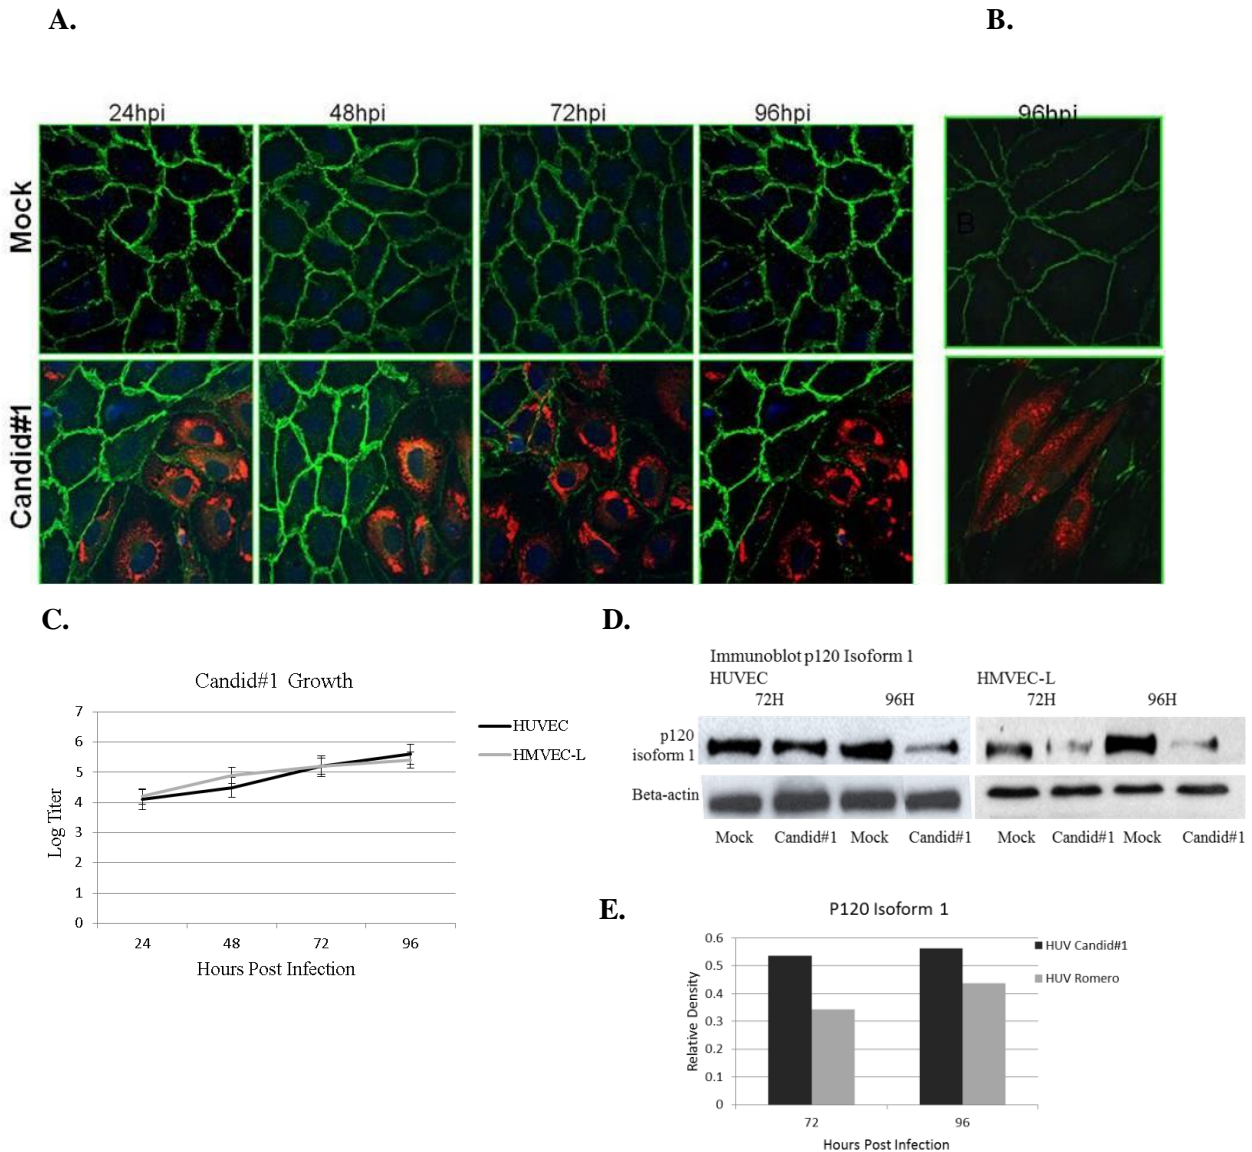 A.
B.
24hpi
48hpi
72hpi
96hpi
96hpi
Mock
B
Candid#1
C.
Candid#1 Growth
7
6
5
4
3
2
1
0
Log Titer
24
48
72
96
Hours Post Infection
HUVEC
HMVEC-L
D.
Immunoblot p120 Isoform 1
HUVEC
HMVEC-L
72H
96H
72H
96H
p120
isoform 1
Beta-actin
Mock
Candid#1
Mock
Candid#1
Mock
Candid#1
Mock
Candid#1
E.
P120 Isoform 1
0.6
0.5
0.4
0.3
0.2
0.1
0
Relative Density
72
96
Hours Post Infection
HUV Candid#1
HUV Romero